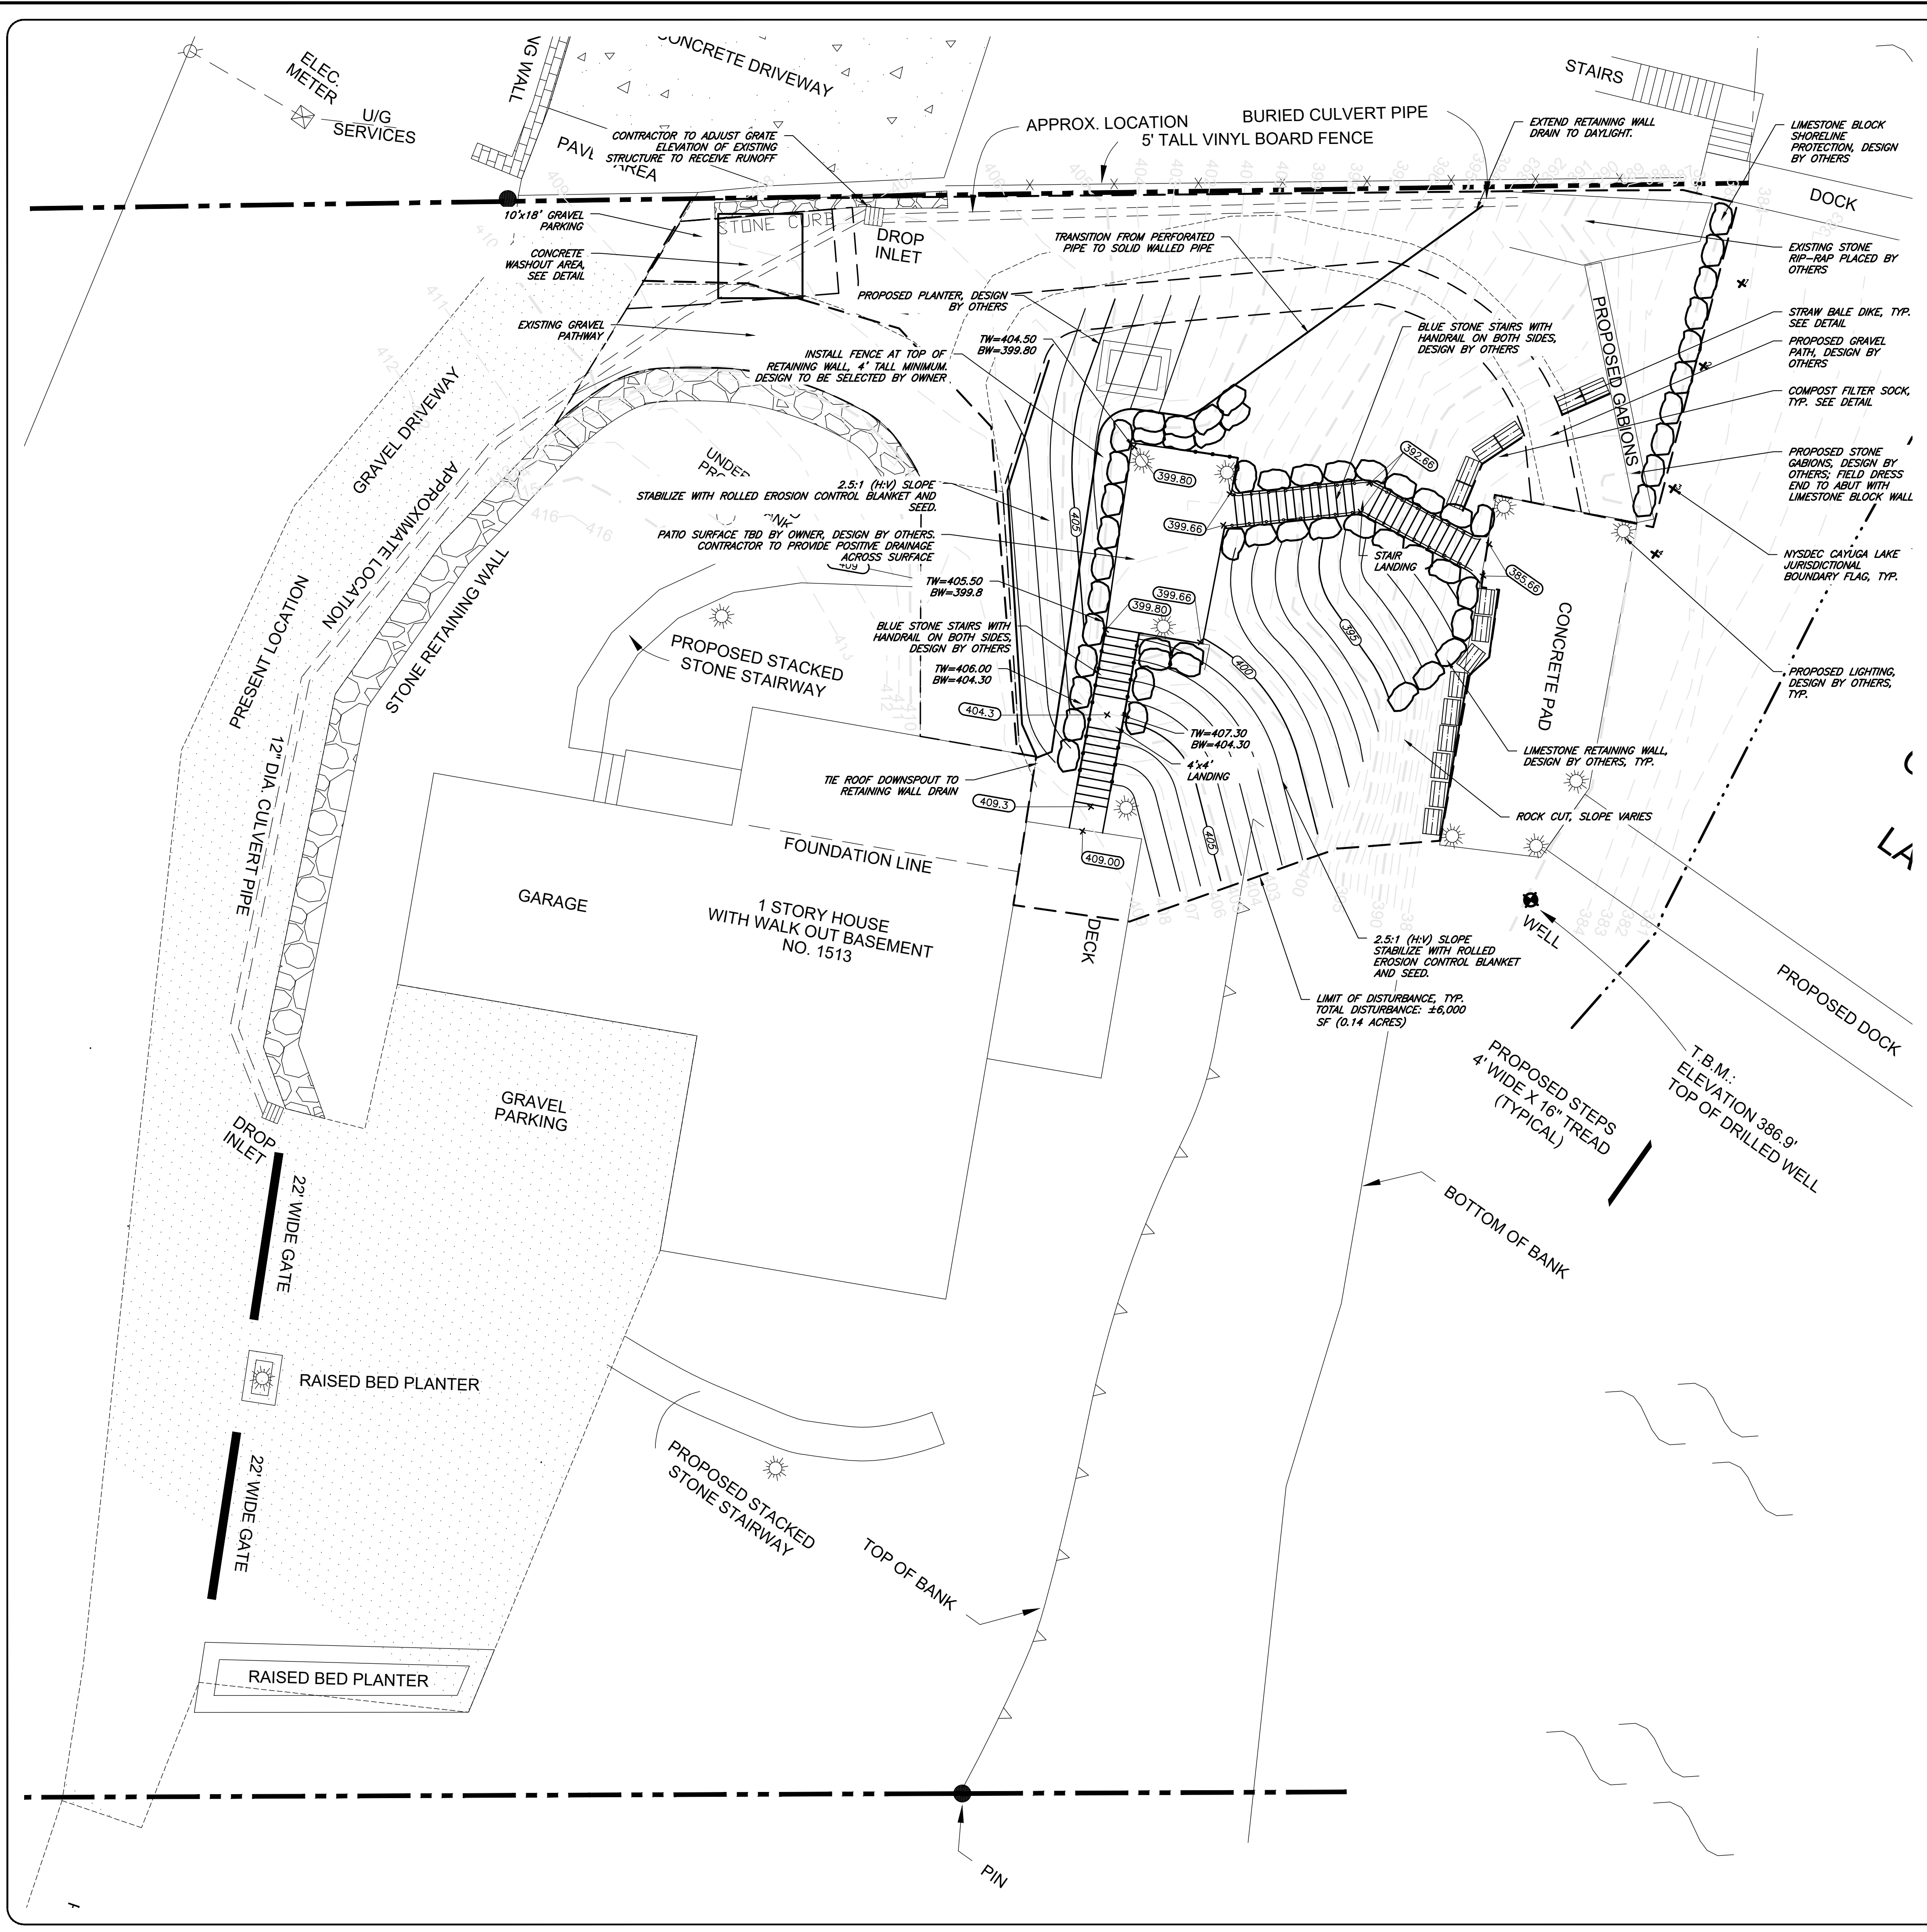 ELEC.
METER
U/G
SERVICES
NG WALL
CONCRETE DRIVEWAY
STAIRS
CONTRACTOR TO ADJUST GRATE
ELEVATION OF EXISTING
STRUCTURE TO RECEIVE RUNOFF
AREA
APPROX. LOCATION
BURIED CULVERT PIPE
5' TALL VINYL BOARD FENCE
EXTEND RETAINING WALL
DRAIN TO DAYLIGHT.
LIMESTONE BLOCK
SHORELINE
PROTECTION, DESIGN
BY OTHERS
DOCK
10'x18' GRAVEL
PARKING
STONE CURB
DROP
INLET
CONCRETE
WASHOUT AREA,
SEE DETAIL
TRANSITION FROM PERFORATED
PIPE TO SOLID WALLED PIPE
EXISTING STONE
RIP-RAP PLACED BY
OTHERS
PROPOSED PLANTER, DESIGN
BY OTHERS
EXISTING GRAVEL
PATHWAY
TW=404.50
BW=399.80
BLUE STONE STAIRS WITH
HANDRAIL ON BOTH SIDES,
DESIGN BY OTHERS
PROPOSED GABIONS
STRAW BALE DIKE, TYP.
SEE DETAIL
PROPOSED GRAVEL
PATH, DESIGN BY
OTHERS
INSTALL FENCE AT TOP OF
RETAINING WALL, 4' TALL MINIMUM.
DESIGN TO BE SELECTED BY OWNER
COMPOST FILTER SOCK,
TYP. SEE DETAIL
GRAVEL DRIVEWAY
APPROXIMATE LOCATION
UNDER
2.5:1 (H:V) SLOPE
STABILIZE WITH ROLLED EROSION CONTROL BLANKET AND
SEED.
399.80
392.66
PROPOSED STONE
GABIONS, DESIGN BY
OTHERS; FIELD DRESS
END TO ABUT WITH
LIMESTONE BLOCK WALL
416
416
405
399.66
PATIO SURFACE TBD BY OWNER, DESIGN BY OTHERS.
CONTRACTOR TO PROVIDE POSITIVE DRAINAGE
ACROSS SURFACE
409
STAIR
LANDING
385.66
NYSDEC CAYUGA LAKE
JURISDICTIONAL
BOUNDARY FLAG, TYP.
STONE RETAINING WALL
PRESENT LOCATION
TW=405.50
BW=399.8
399.66
399.80
395
CONCRETE PAD
PROPOSED STACKED
STONE STAIRWAY
BLUE STONE STAIRS WITH
HANDRAIL ON BOTH SIDES,
DESIGN BY OTHERS
400
TW=406.00
BW=404.30
PROPOSED LIGHTING,
DESIGN BY OTHERS,
TYP.
404.3
TW=407.30
BW=404.30
4'x4'
LANDING
LIMESTONE RETAINING WALL,
DESIGN BY OTHERS, TYP.
12" DIA. CULVERT PIPE
TIE ROOF DOWNSPOUT TO
RETAINING WALL DRAIN
409.3
ROCK CUT, SLOPE VARIES
405
409.00
FOUNDATION LINE
LA
GARAGE
1 STORY HOUSE
WITH WALK OUT BASEMENT
NO. 1513
DECK
WELL
2.5:1 (H:V) SLOPE
STABILIZE WITH ROLLED
EROSION CONTROL BLANKET
AND SEED.
LIMIT OF DISTURBANCE, TYP.
TOTAL DISTURBANCE: ±6,000
SF (0.14 ACRES)
PROPOSED DOCK
PROPOSED STEPS
4' WIDE X 16" TREAD
(TYPICAL)
T.B.M.:
ELEVATION 386.9'
TOP OF DRILLED WELL
GRAVEL
PARKING
DROP
INLET
22' WIDE GATE
BOTTOM OF BANK
RAISED BED PLANTER
22' WIDE GATE
PROPOSED STACKED
STONE STAIRWAY
TOP OF BANK
RAISED BED PLANTER
PIN